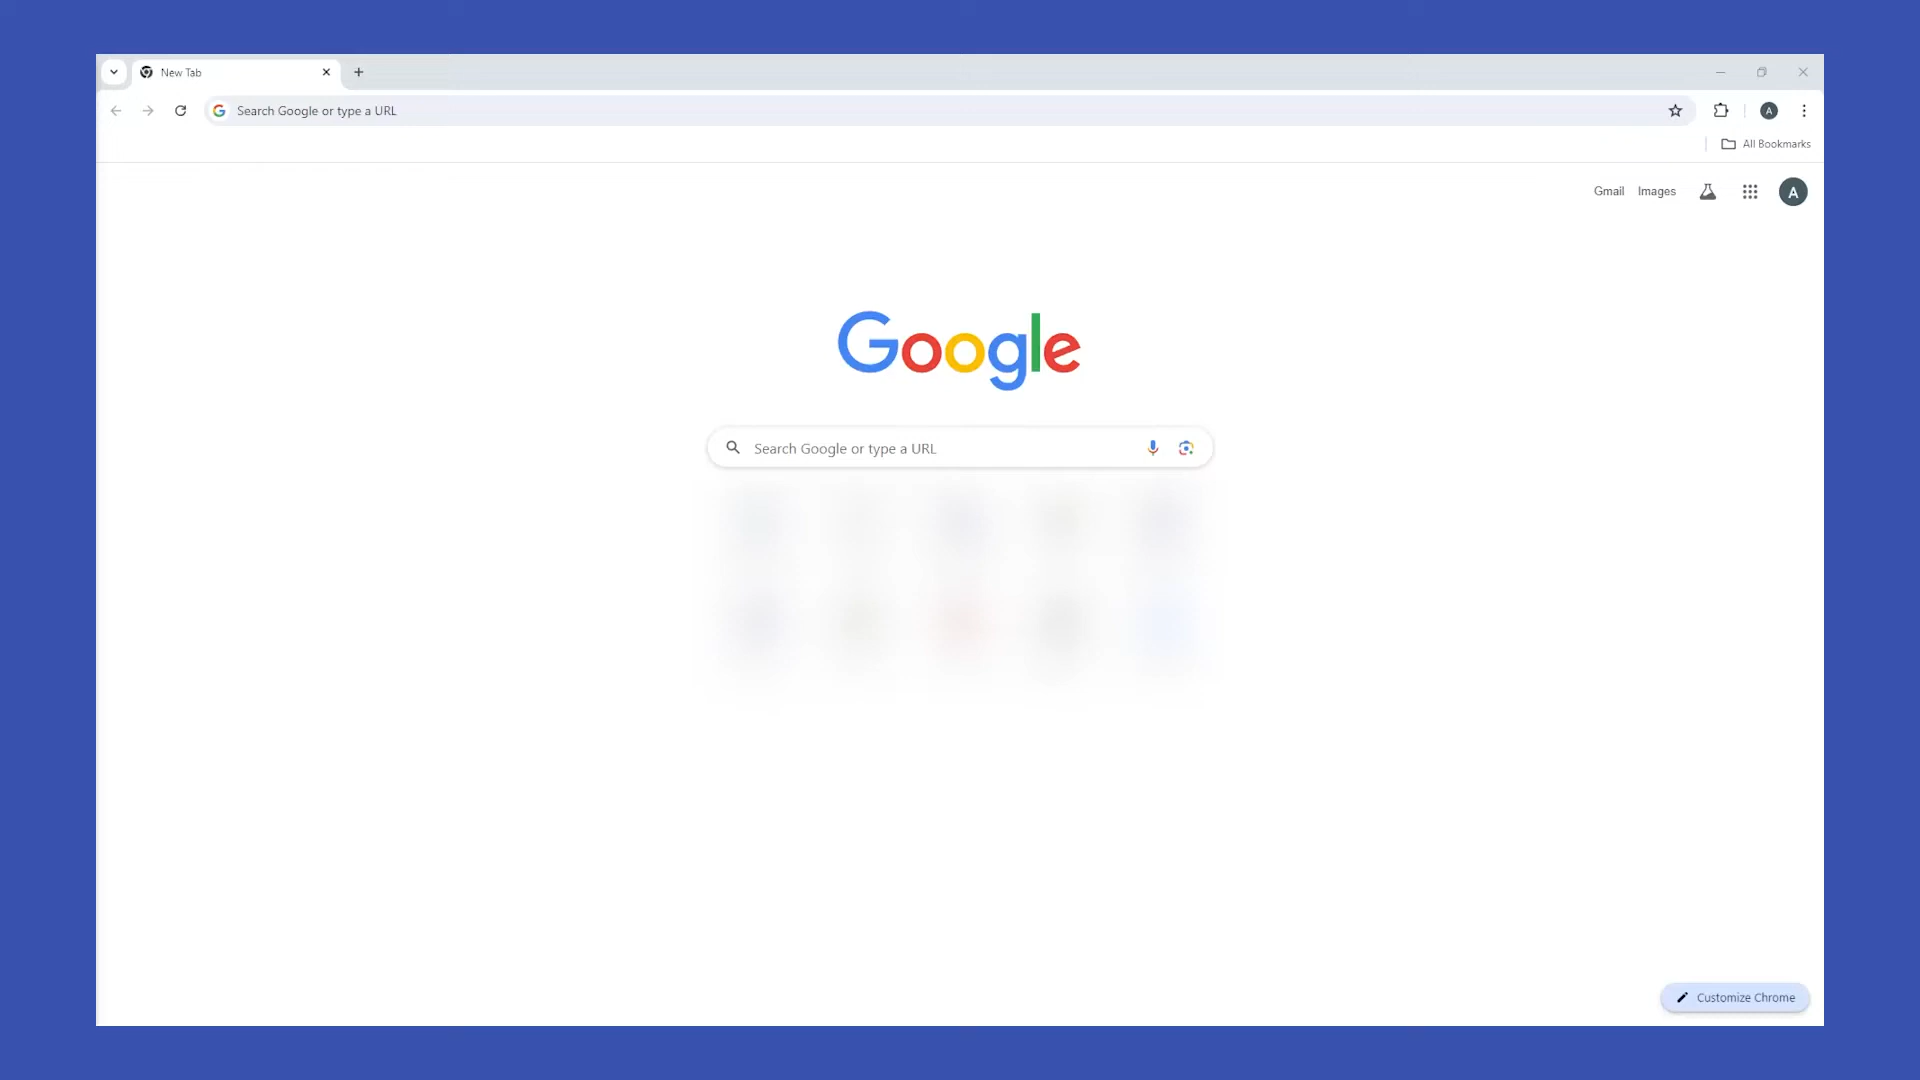 New Tab
Search Google or type a URL
All Bookmarks
Gmail Images
A
A
Google
Search Google or type a URL
Customize Chrome